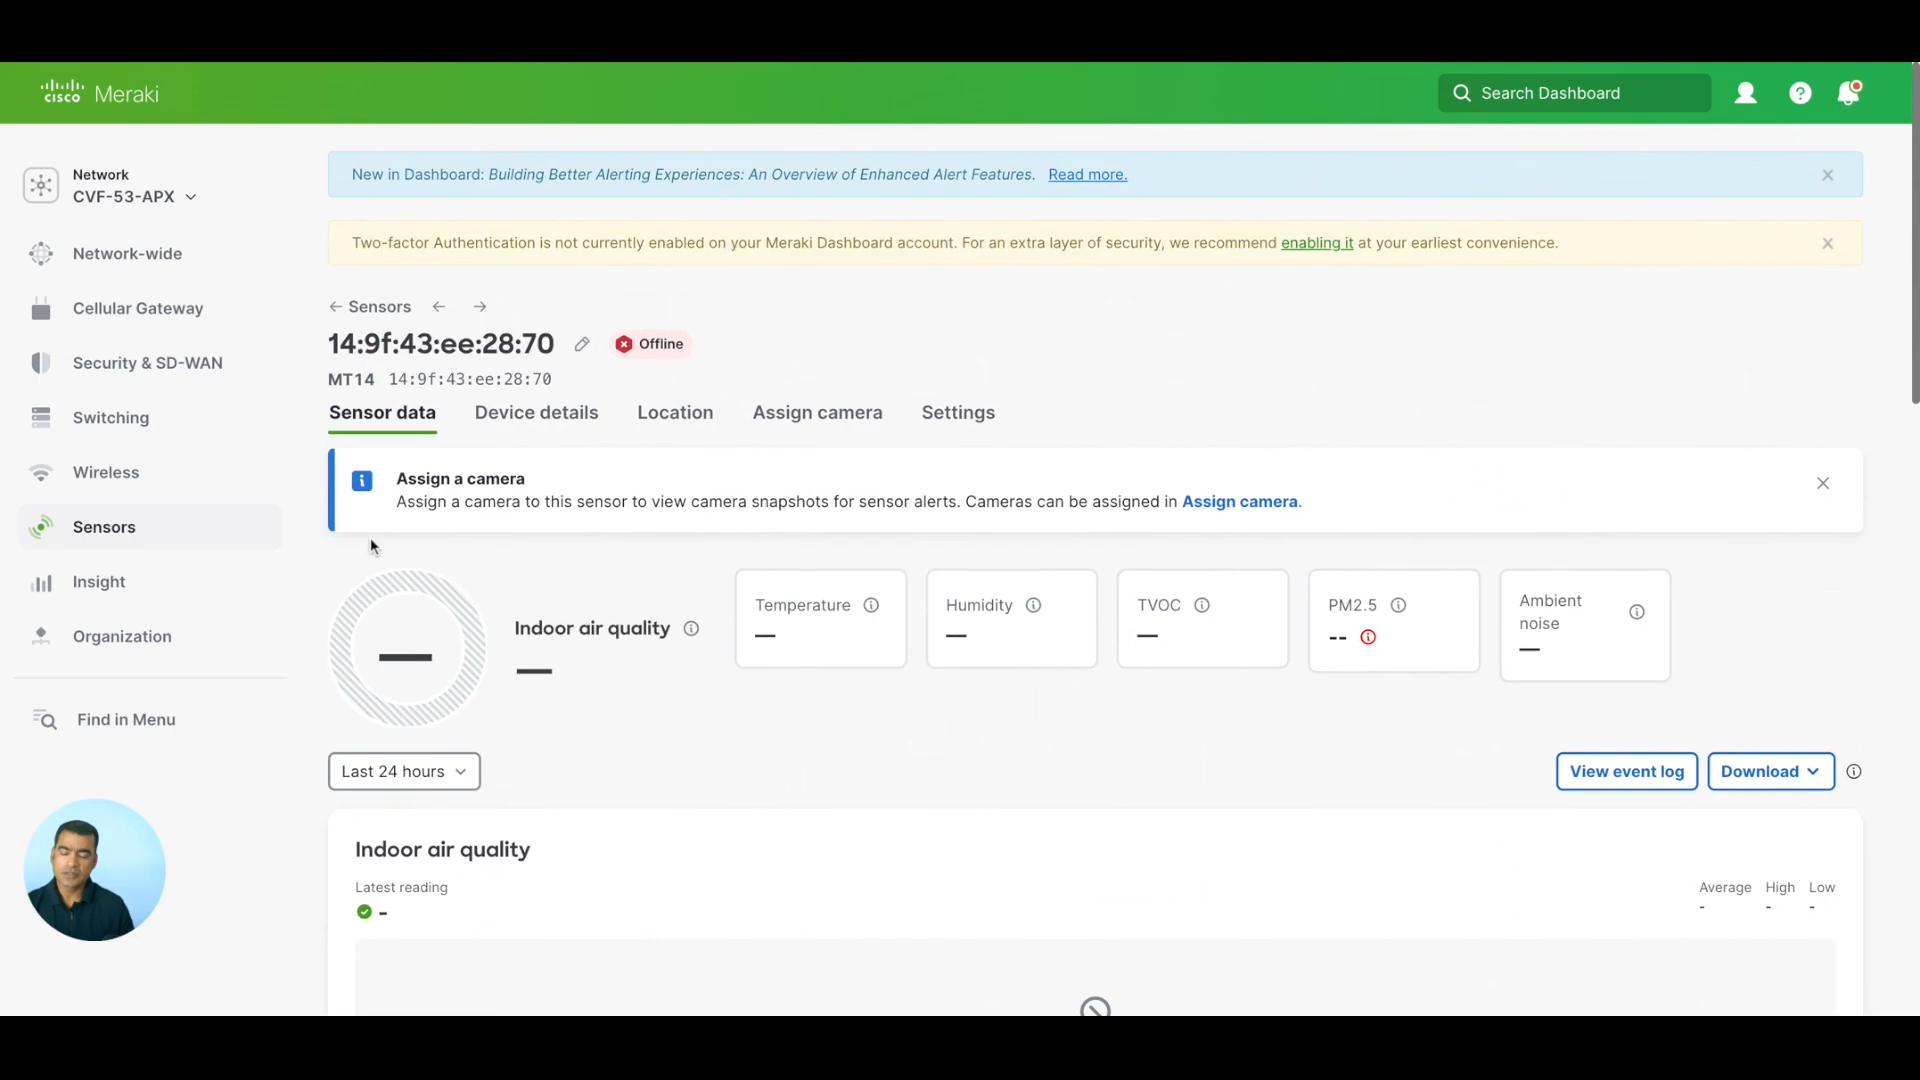 CISCO Meraki
Search Dashboard
Network
CVF-53-APX
Network-wide
Cellular Gateway
Security & SD-WAN
Switching
Wireless
Sensors
Insight
Organization
Find in Menu
New in Dashboard: Building Better Alerting Experiences: An Overview of Enhanced Alert Features. Read more.
Two-factor Authentication is not currently enabled on your Meraki Dashboard account. For an extra layer of security, we recommend enabling it at your earliest convenience.
Sensors
14:9f:43:ee:28:70 Offline
MT14 14:9f:43:ee:28:70
Sensor data Device details Location Assign camera Settings
Assign a camera
Assign a camera to this sensor to view camera snapshots for sensor alerts. Cameras can be assigned in Assign camera.
Indoor air quality
—
Temperature
—
Humidity
—
TVOC
—
PM2.5
--
Ambient
noise
—
Last 24 hours
View event log
Download
Indoor air quality
Latest reading
-
Average High Low
- - -